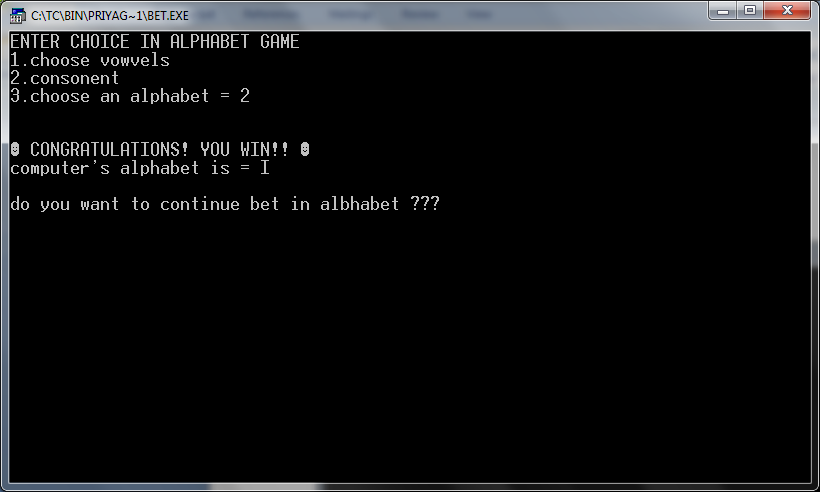 C:\TC\BIN\PRIYAG~1\BET.EXE
ENTER CHOICE IN ALPHABET GAME
1.choose vowvels
2.consonent
3.choose an alphabet = 2
☻ CONGRATULATIONS! YOU WIN!! ☻
computer's alphabet is = I
do you want to continue bet in albhabet ???